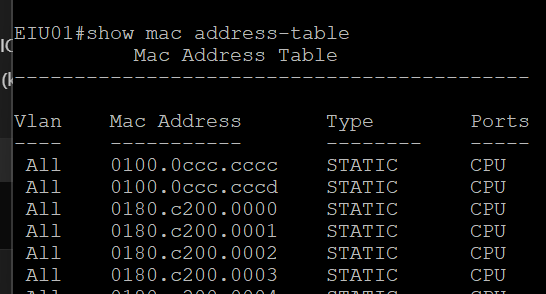 EIU01#show mac address-table
Mac Address Table
-------------------------------------------
Vlan Mac Address Type Ports
---- ----------- -------- -----
All 0100.0ccc.cccc STATIC CPU
All 0100.0ccc.cccd STATIC CPU
All 0180.c200.0000 STATIC CPU
All 0180.c200.0001 STATIC CPU
All 0180.c200.0002 STATIC CPU
All 0180.c200.0003 STATIC CPU